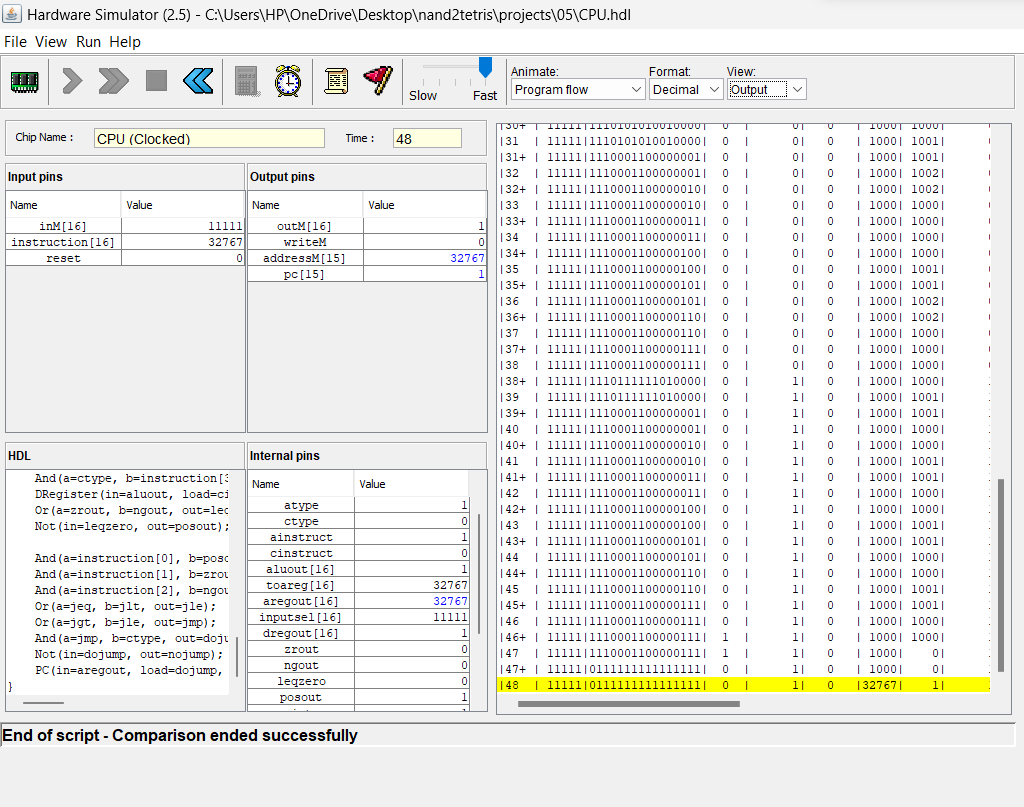 Hardware Simulator (2.5) - C:\Users\HP\OneDrive\Desktop\nand2tetris\projects\05\CPU.hdl
File View Run Help
Slow Fast
Animate: Format: View:
Program flow Decimal Output
Chip Name : CPU (Clocked) Time : 48
Input pins
Name Value
inM[16] 11111
instruction[16] 32767
reset 0
Output pins
Name Value
outM[16] 1
writeM 0
addressM[15] 32767
pc[15] 1
HDL
And(a=ctype, b=instruction[3
DRegister(in=aluout, load=ci
Or(a=zrout, b=ngout, out=leq
Not(in=leqzero, out=posout);
And(a=instruction[0], b=poso
And(a=instruction[1], b=zrou
And(a=instruction[2], b=ngou
Or(a=jeq, b=jlt, out=jle);
Or(a=jgt, b=jle, out=jmp);
And(a=jmp, b=ctype, out=doju
Not(in=dojump, out=nojump);
PC(in=aregout, load=dojump,
}
Internal pins
Name Value
atype 1
ctype 0
ainstruct 1
cinstruct 0
aluout[16] 1
toareg[16] 32767
aregout[16] 32767
inputsel[16] 11111
dregout[16] 1
zrout 0
ngout 0
leqzero 0
posout 1
|30+ | 11111|1110101010010000| 0 | 0| 0 | 1000| 1001|
|31 | 11111|1110101010010000| 0 | 0| 0 | 1000| 1001|
|31+ | 11111|1110001100000001| 0 | 0| 0 | 1000| 1001|
|32 | 11111|1110001100000001| 0 | 0| 0 | 1000| 1002|
|32+ | 11111|1110001100000010| 0 | 0| 0 | 1000| 1002|
|33 | 11111|1110001100000010| 0 | 0| 0 | 1000| 1000|
|33+ | 11111|1110001100000011| 0 | 0| 0 | 1000| 1000|
|34 | 11111|1110001100000011| 0 | 0| 0 | 1000| 1000|
|34+ | 11111|1110001100000100| 0 | 0| 0 | 1000| 1000|
|35 | 11111|1110001100000100| 0 | 0| 0 | 1000| 1001|
|35+ | 11111|1110001100000101| 0 | 0| 0 | 1000| 1001|
|36 | 11111|1110001100000101| 0 | 0| 0 | 1000| 1002|
|36+ | 11111|1110001100000110| 0 | 0| 0 | 1000| 1002|
|37 | 11111|1110001100000110| 0 | 0| 0 | 1000| 1000|
|37+ | 11111|1110001100000111| 0 | 0| 0 | 1000| 1000|
|38 | 11111|1110001100000111| 0 | 0| 0 | 1000| 1000|
|38+ | 11111|1110111111010000| 0 | 1| 0 | 1000| 1000|
|39 | 11111|1110111111010000| 0 | 1| 0 | 1000| 1001|
|39+ | 11111|1110001100000001| 0 | 1| 0 | 1000| 1001|
|40 | 11111|1110001100000001| 0 | 1| 0 | 1000| 1000|
|40+ | 11111|1110001100000010| 0 | 1| 0 | 1000| 1000|
|41 | 11111|1110001100000010| 0 | 1| 0 | 1000| 1001|
|41+ | 11111|1110001100000011| 0 | 1| 0 | 1000| 1001|
|42 | 11111|1110001100000011| 0 | 1| 0 | 1000| 1000|
|42+ | 11111|1110001100000100| 0 | 1| 0 | 1000| 1000|
|43 | 11111|1110001100000100| 0 | 1| 0 | 1000| 1001|
|43+ | 11111|1110001100000101| 0 | 1| 0 | 1000| 1001|
|44 | 11111|1110001100000101| 0 | 1| 0 | 1000| 1000|
|44+ | 11111|1110001100000110| 0 | 1| 0 | 1000| 1000|
|45 | 11111|1110001100000110| 0 | 1| 0 | 1000| 1001|
|45+ | 11111|1110001100000111| 0 | 1| 0 | 1000| 1001|
|46 | 11111|1110001100000111| 0 | 1| 0 | 1000| 1000|
|46+ | 11111|1110001100000111| 1 | 1| 0 | 1000| 1000|
|47 | 11111|1110001100000111| 1 | 1| 0 | 1000| 0|
|47+ | 11111|0111111111111111| 0 | 1| 0 | 1000| 0|
|48 | 11111|0111111111111111| 0 | 1| 0 |32767| 1|
End of script - Comparison ended successfully